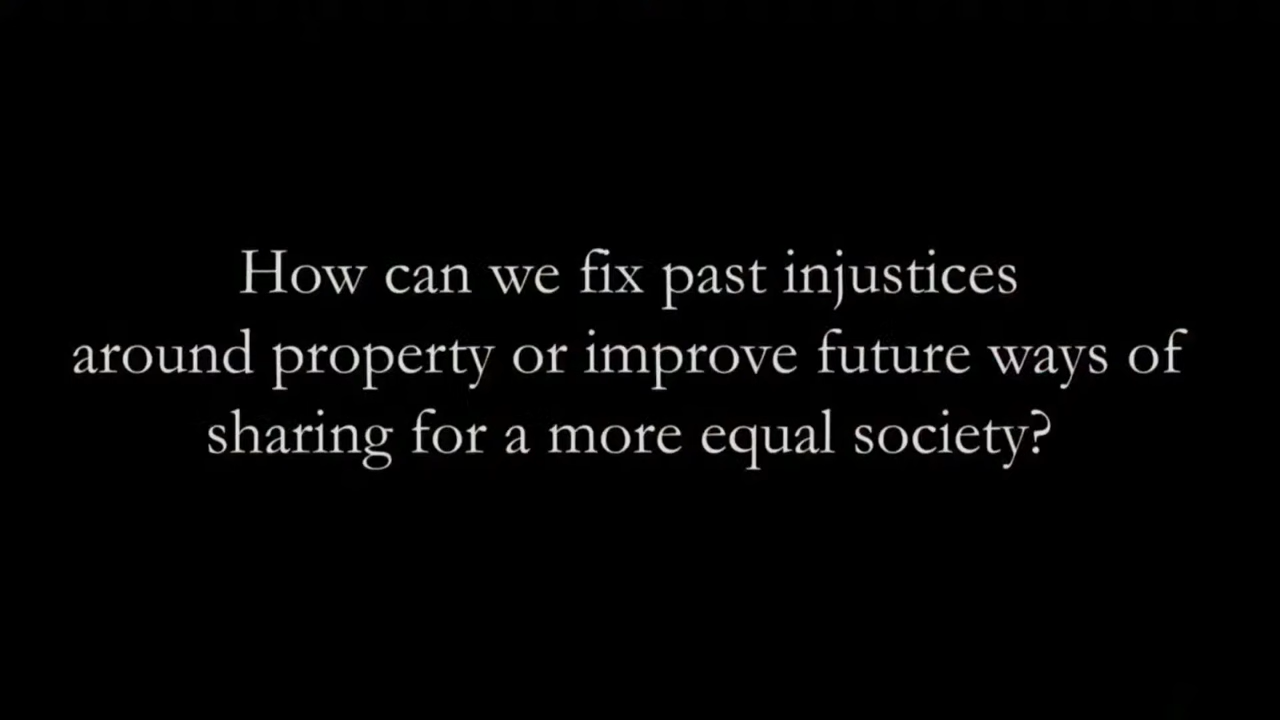 How can we fix past injustices
around property or improve future ways of
sharing for a more equal society?